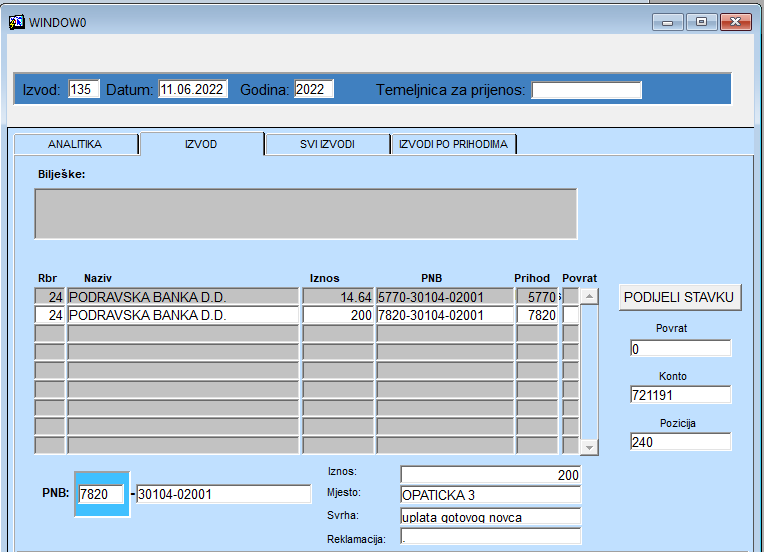 WINDOW0
Izvod: 135 Datum: 11.06.2022 Godina: 2022 Temeljnica za prijenos:
ANALITIKA IZVOD SVI IZVODI IZVODI PO PRIHODIMA
Bilješke:
Rbr Naziv Iznos PNB Prihod Povrat
24 PODRAVSKA BANKA D.D. 14.64 5770-30104-02001 5770
24 PODRAVSKA BANKA D.D. 200 7820-30104-02001 7820
PODIJELI STAVKU
Povrat
0
Konto
721191
Pozicija
240
PNB: 7820 - 30104-02001
Iznos: 200
Mjesto: OPATICKA 3
Svrha: uplata gotovog novca
Reklamacija: .